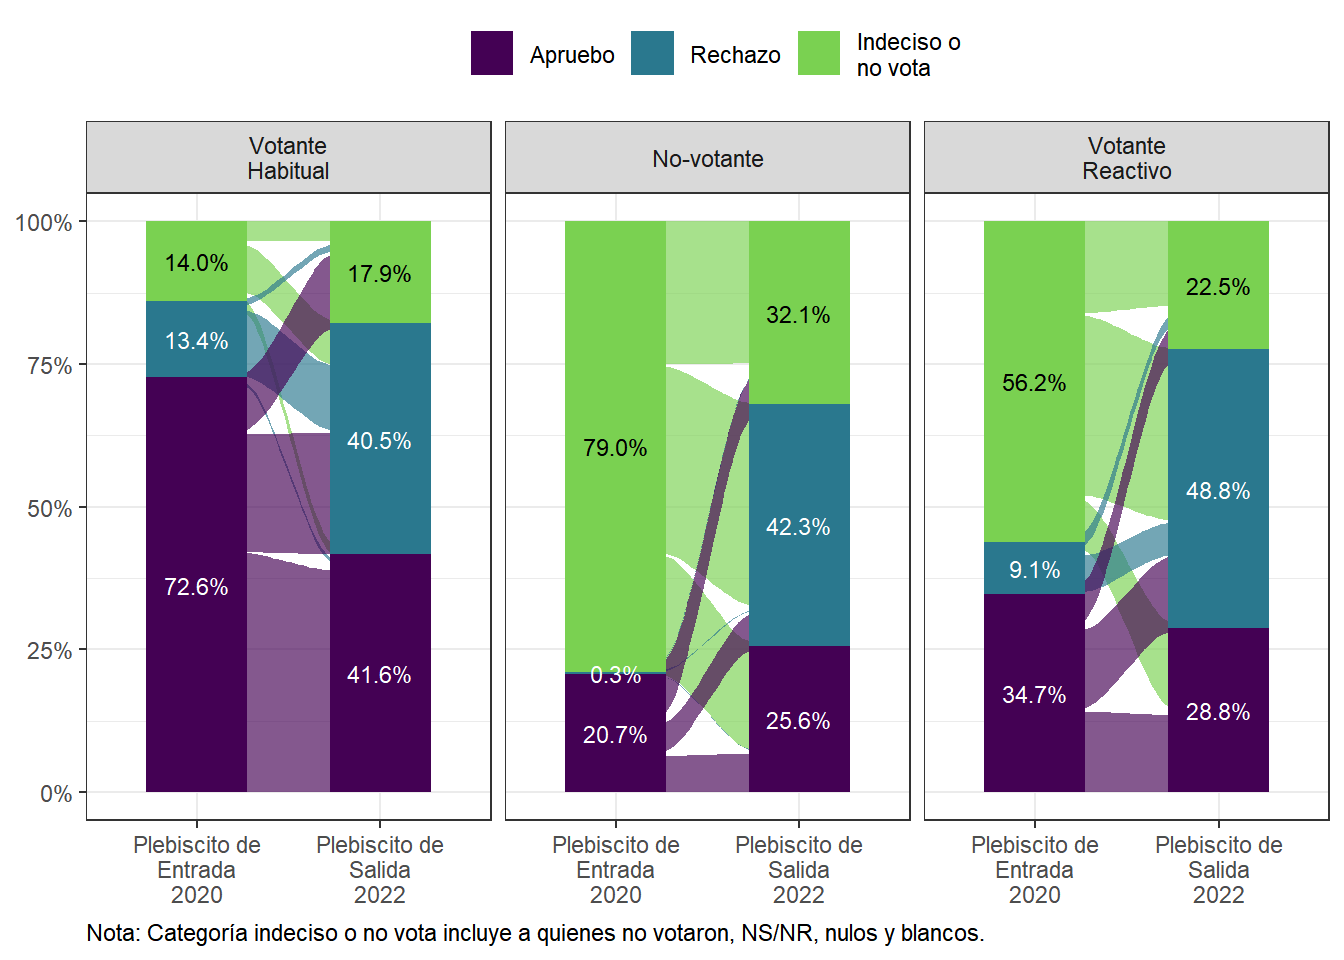 Apruebo
Rechazo
Indeciso o
no vota
Votante
Habitual
No-votante
Votante
Reactivo
100%
75%
50%
25%
0%
14.0%
13.4%
72.6%
17.9%
40.5%
41.6%
79.0%
0.3%
20.7%
32.1%
42.3%
25.6%
56.2%
9.1%
34.7%
22.5%
48.8%
28.8%
Plebiscito de
Entrada
2020
Plebiscito de
Salida
2022
Plebiscito de
Entrada
2020
Plebiscito de
Salida
2022
Plebiscito de
Entrada
2020
Plebiscito de
Salida
2022
Nota: Categoría indeciso o no vota incluye a quienes no votaron, NS/NR, nulos y blancos.